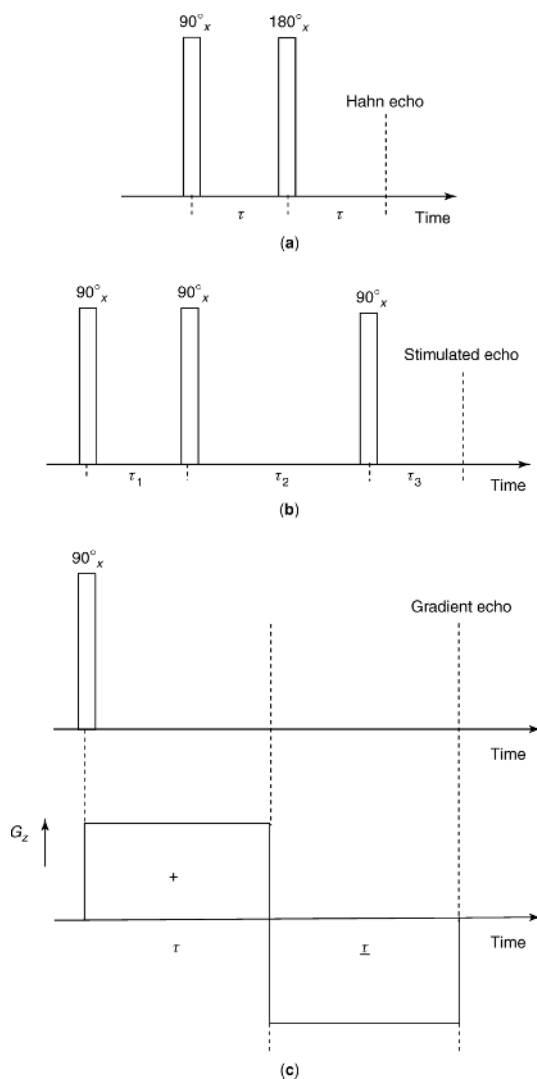 90°x 180°x
Hahn echo
τ τ Time
(a)
90°x 90°x 90°x
Stimulated echo
τ1 τ2 τ3 Time
(b)
90°x
Gradient echo
Time
Gz
+
τ τ Time
(c)